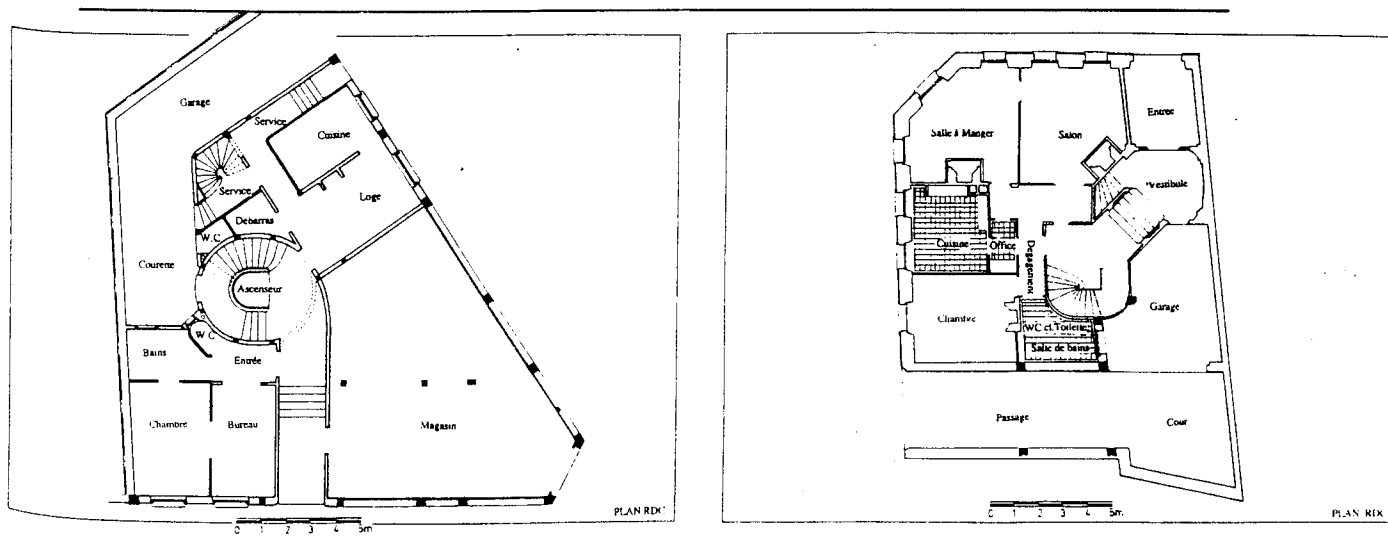 Garage
Service
Cuisine
Service
Loge
Debarras
W.C
Courette
Ascenseur
W.C
Bains
Entrée
Chambre
Bureau
Magasin
PLAN RDC
0 1 2 3 4 5m
Salle à Manger
Salon
Entree
Vestibule
Cuisine
Office
Degagement
Chambre
Garage
WC et Toilette
Salle de bains
Passage
Cour
0 1 2 3 4 5m
PLAN RDC